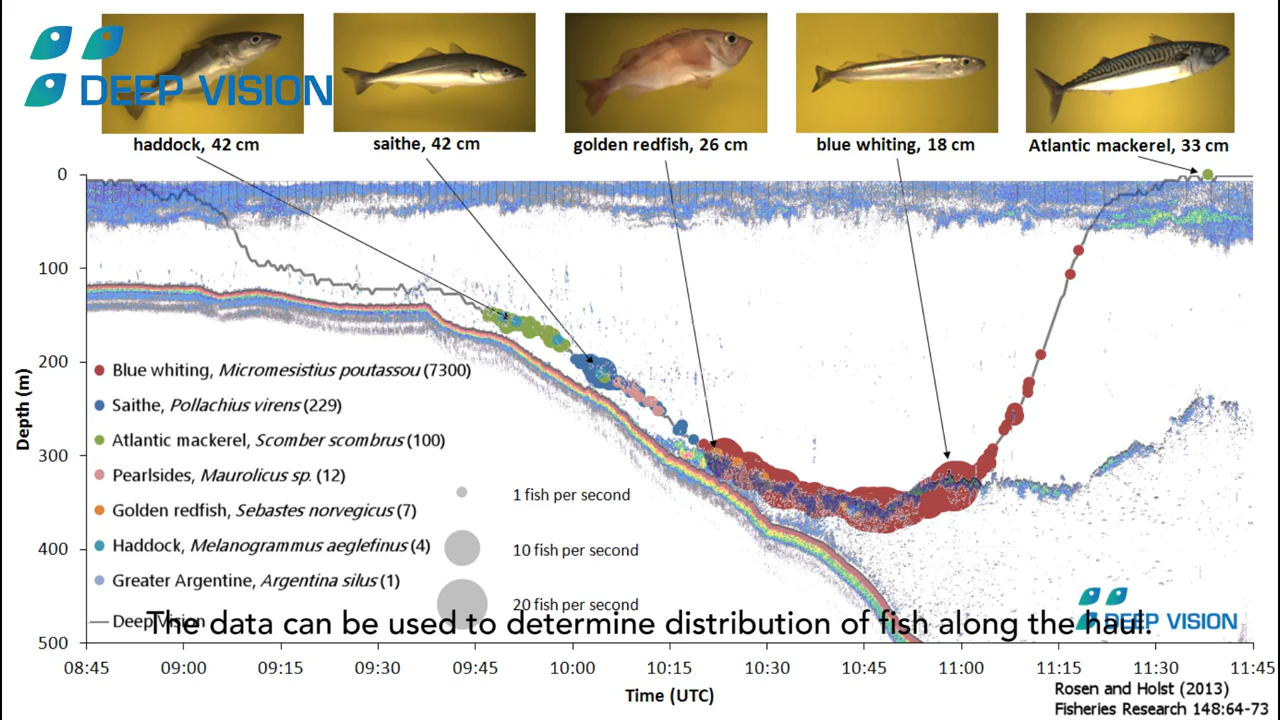 DEEP VISION
haddock, 42 cm
saithe, 42 cm
golden redfish, 26 cm
blue whiting, 18 cm
Atlantic mackerel, 33 cm
0
100
200
300
400
500
Depth (m)
Blue whiting, Micromesistius poutassou (7300)
Saithe, Pollachius virens (229)
Atlantic mackerel, Scomber scombrus (100)
Pearlsides, Maurolicus sp. (12)
Golden redfish, Sebastes norvegicus (7)
Haddock, Melanogrammus aeglefinus (4)
Greater Argentine, Argentina silus (1)
Deep Vision
1 fish per second
10 fish per second
20 fish per second
The data can be used to determine distribution of fish along the haul.
DEEP VISION
08:45 09:00 09:15 09:30 09:45 10:00 10:15 10:30 10:45 11:00 11:15 11:30 11:45
Time (UTC)
Rosen and Holst (2013)
Fisheries Research 148:64-73